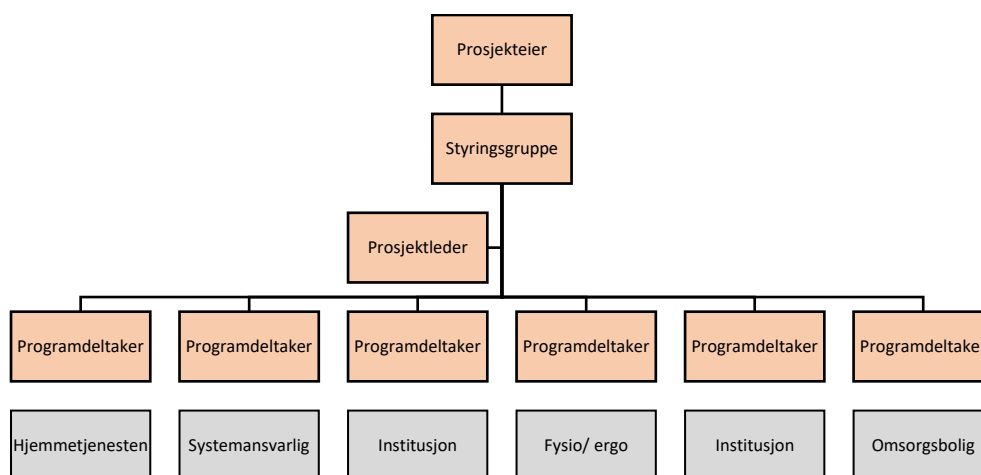 Prosjekteier
Styringsgruppe
Prosjektleder
Programdeltaker
Programdeltaker
Programdeltaker
Programdeltaker
Programdeltaker
Programdeltake
Hjemmetjenesten
Systemansvarlig
Institusjon
Fysio/ ergo
Institusjon
Omsorgsbolig